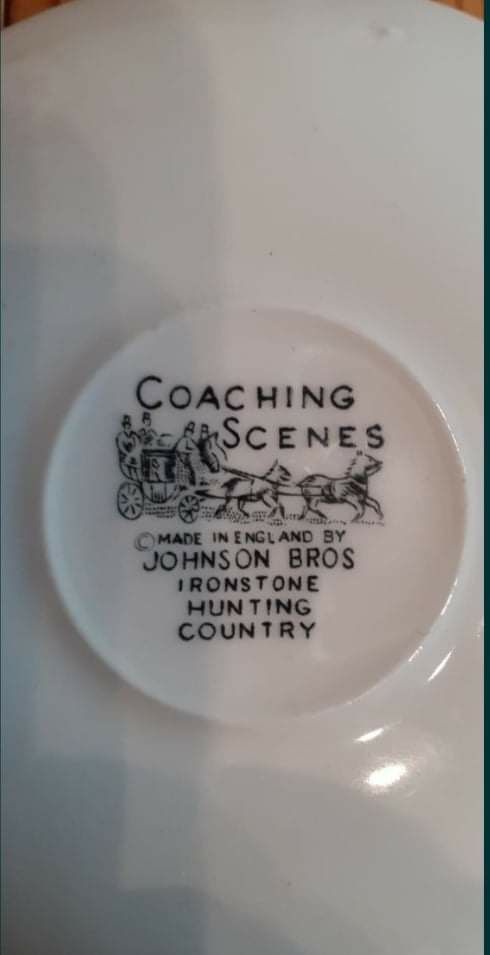 COACHING
SCENES
©MADE IN ENGLAND BY
JOHNSON BROS
IRONSTONE
HUNTING
COUNTRY